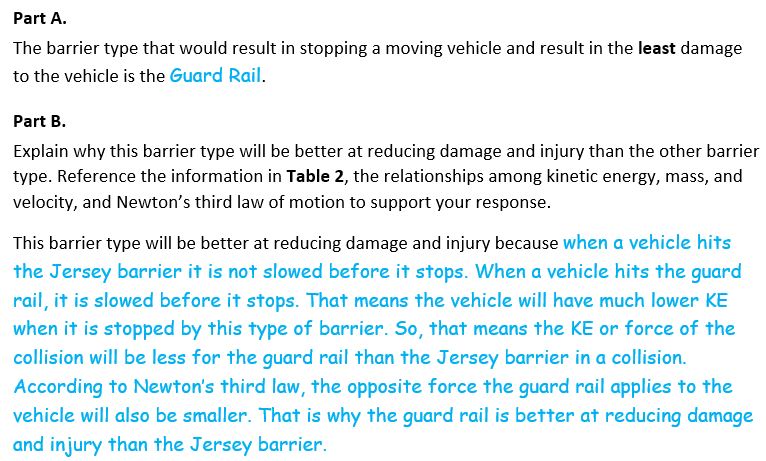 Part A.
The barrier type that would result in stopping a moving vehicle and result in the least damage
to the vehicle is the Guard Rail.
Part B.
Explain why this barrier type will be better at reducing damage and injury than the other barrier
type. Reference the information in Table 2, the relationships among kinetic energy, mass, and
velocity, and Newton's third law of motion to support your response.
This barrier type will be better at reducing damage and injury because when a vehicle hits
the Jersey barrier it is not slowed before it stops. When a vehicle hits the guard
rail, it is slowed before it stops. That means the vehicle will have much lower KE
when it is stopped by this type of barrier. So, that means the KE or force of the
collision will be less for the guard rail than the Jersey barrier in a collision.
According to Newton's third law, the opposite force the guard rail applies to the
vehicle will also be smaller. That is why the guard rail is better at reducing damage
and injury than the Jersey barrier.